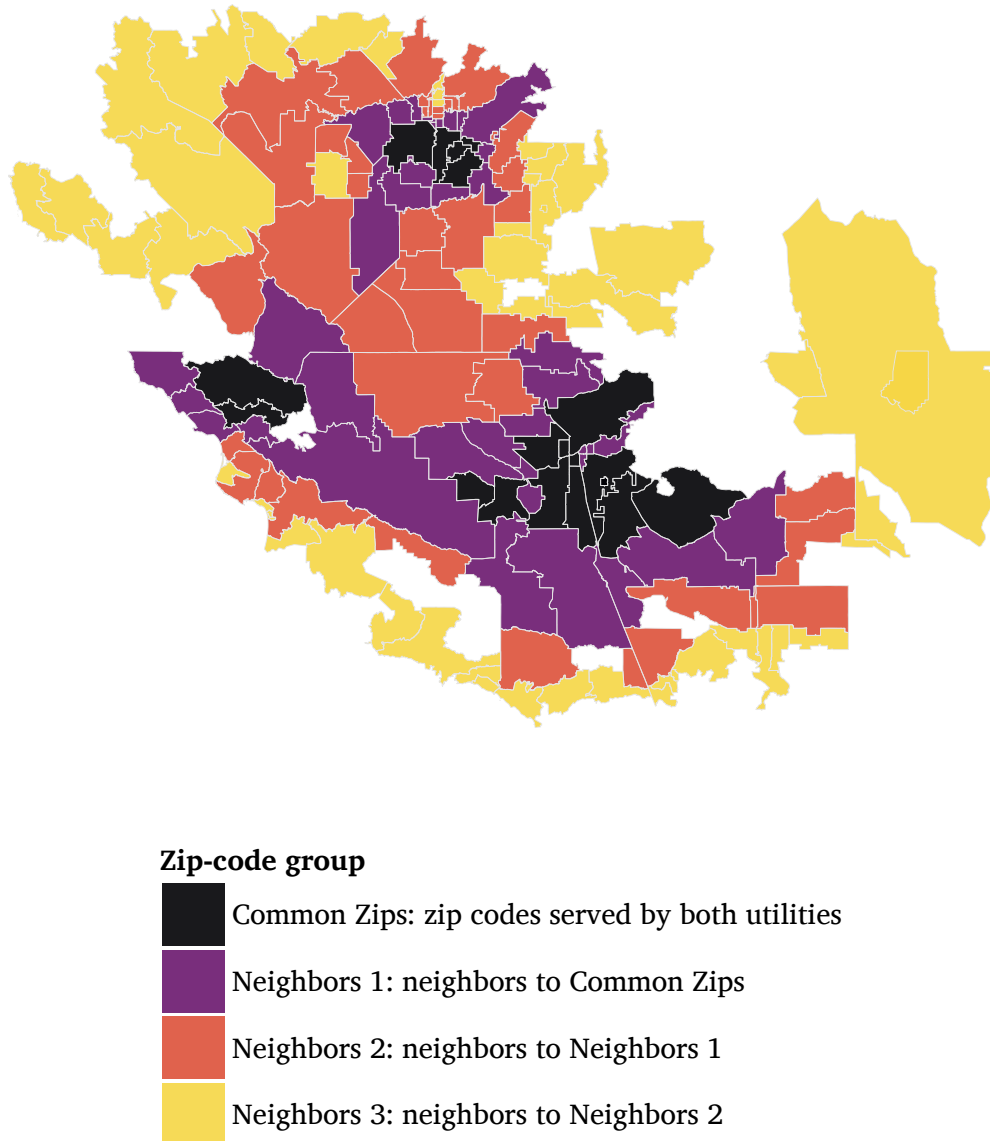 Zip-code group
Common Zips: zip codes served by both utilities
Neighbors 1: neighbors to Common Zips
Neighbors 2: neighbors to Neighbors 1
Neighbors 3: neighbors to Neighbors 2